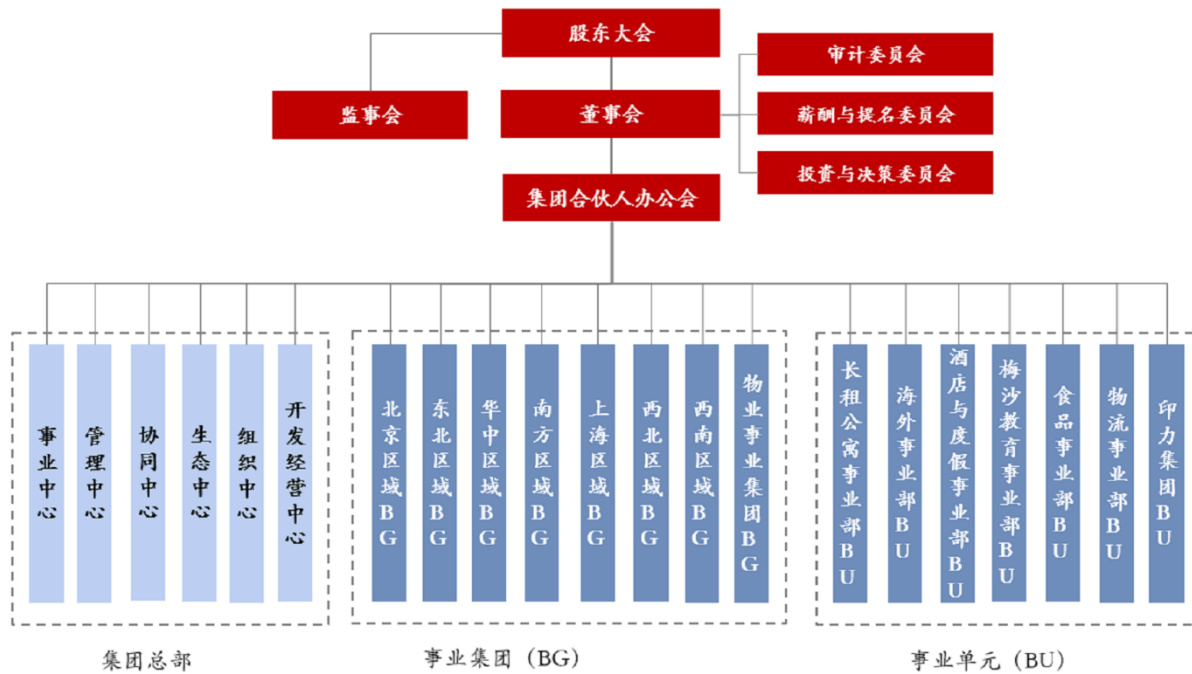 股东大会
监事会
董事会
审计委员会
薪酬与提名委员会
投资与决策委员会
集团合伙人办公会
事业中心
管理中心
协同中心
生态中心
组织中心
开发经营中心
北京区域BG
东北区域BG
华中区域BG
南方区域BG
上海区域BG
西北区域BG
西南区域BG
物业事业集团BG
长租公寓事业部BU
海外事业部BU
酒店与度假事业部BU
梅沙教育事业部BU
食品事业部BU
物流事业部BU
印力集团BU
集团总部
事业集团（BG）
事业单元（BU）